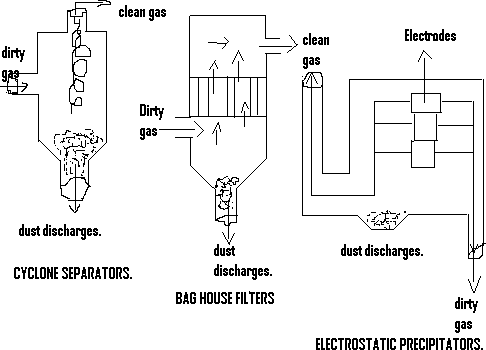 clean gas
dirty
gas
dust discharges.
CYCLONE SEPARATORS.
clean
gas
Dirty
gas
dust
discharges.
BAG HOUSE FILTERS
Electrodes
dust discharges.
dirty
gas
ELECTROSTATIC PRECIPITATORS.